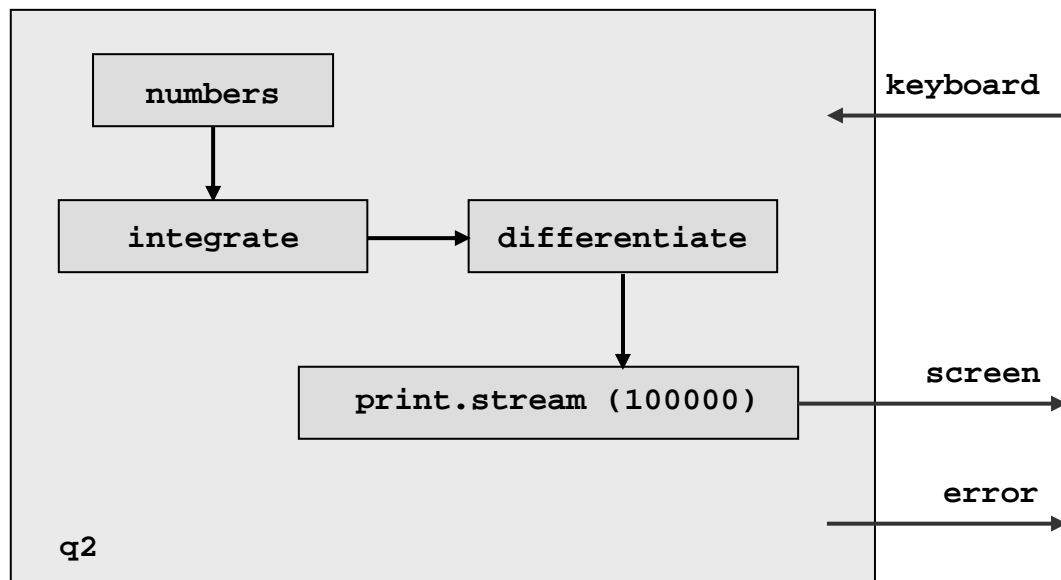 numbers
keyboard
integrate
differentiate
print.stream (100000)
screen
error
q2